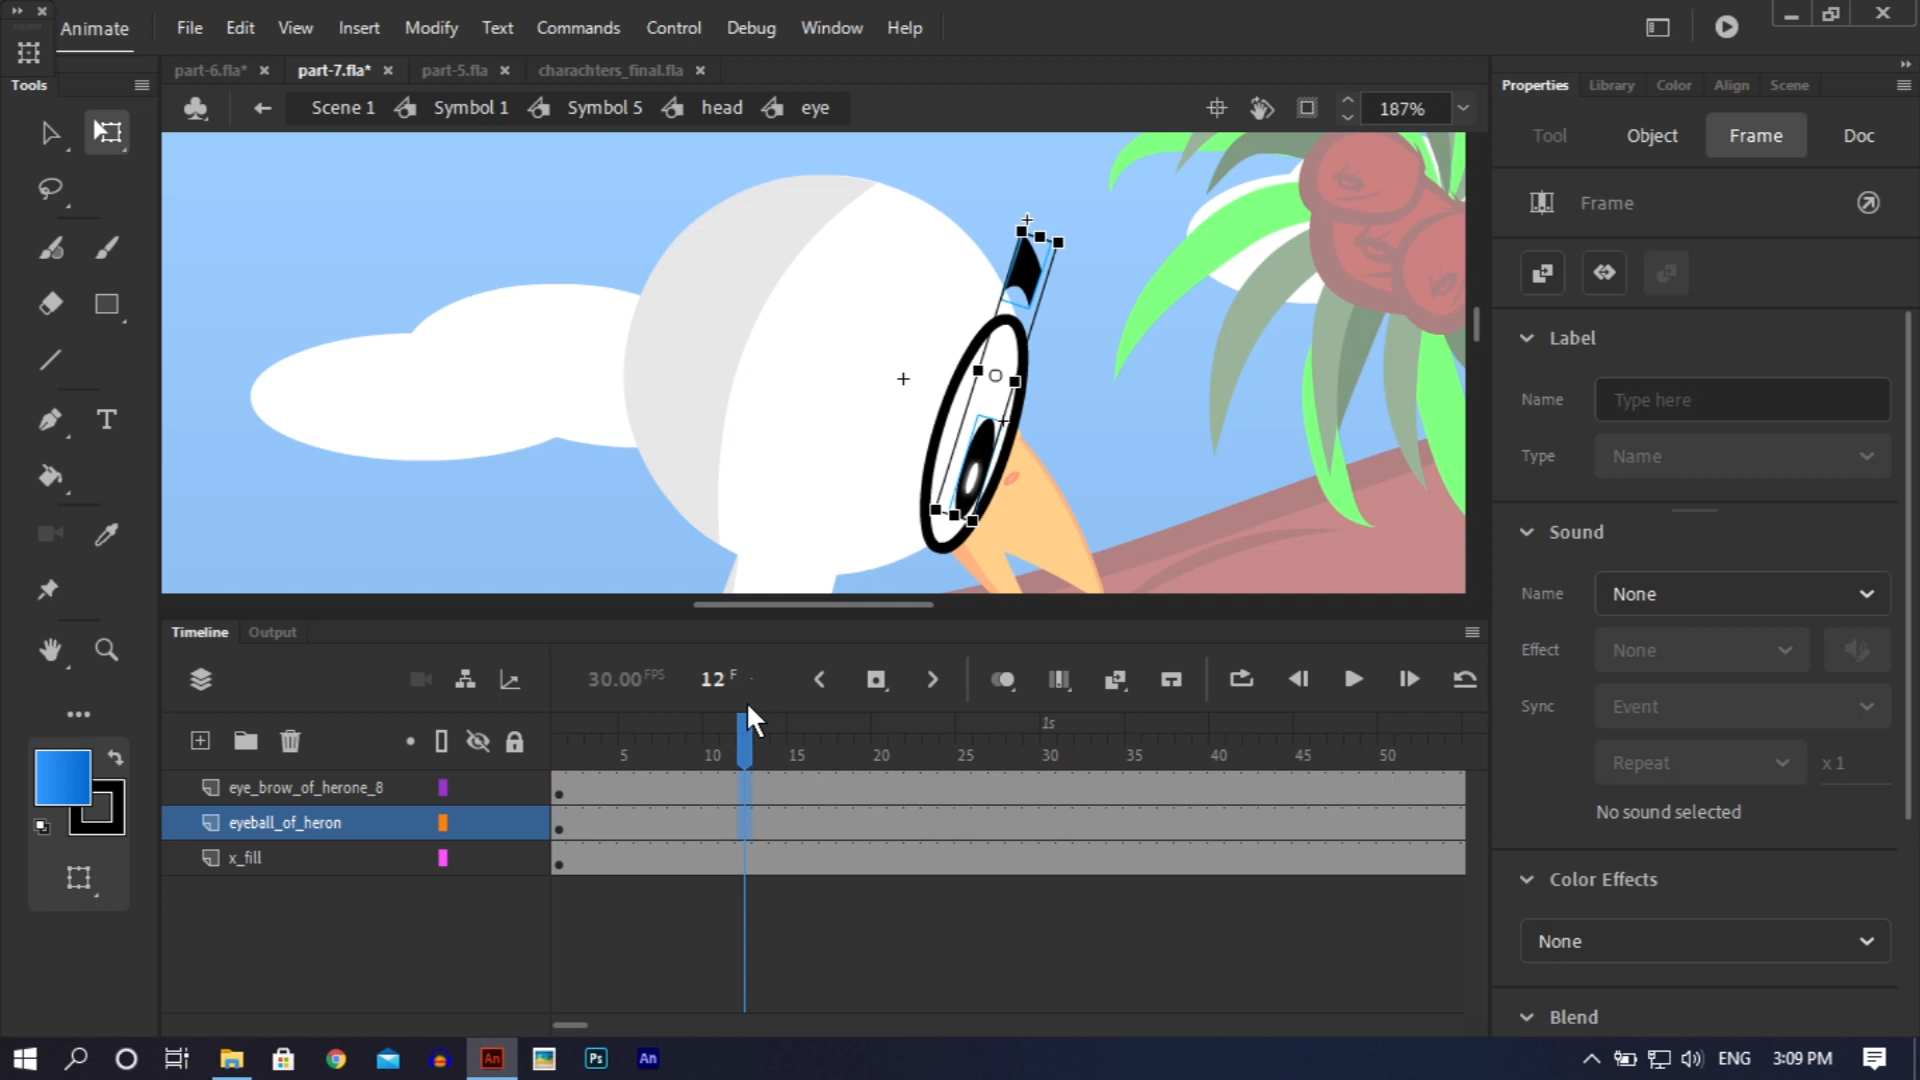 Animate File Edit View Insert Modify Text Commands Control Debug Window Help
Tools
part-6.fla* part-7.fla* part-5.fla charachters_final.fla
Properties Library Color Align Scene
Scene 1 Symbol 1 Symbol 5 head eye 187%
Tool Object Frame Doc
Frame
Label
Name Type here
Type Name
Sound
Name None
Effect None
Sync Event
Repeat x 1
No sound selected
Color Effects
None
Blend
T
Timeline Output
30.00 FPS 12 F
1s
5 10 15 20 25 30 35 40 45 50
eye_brow_of_herone_8
eyeball_of_heron
x_fill
An Ps An ENG 3:09 PM